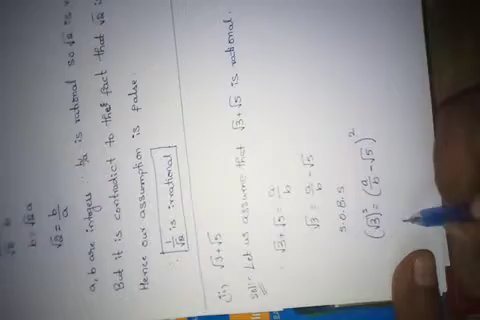 √2 b
b = √2 a
√2 = b/a
a, b are integers ∴ b/a is rational so √2 is
But it is contradict to the fact that √2
Hence our assumption is false.
∴ 1/√2 is irrational
(ii) √3+√5
Sol:- Let us assume that √3+√5 is rational.
∴ √3+√5 = a/b
√3 = a/b - √5
S.O.B.S
(√3)² = (a/b - √5)²